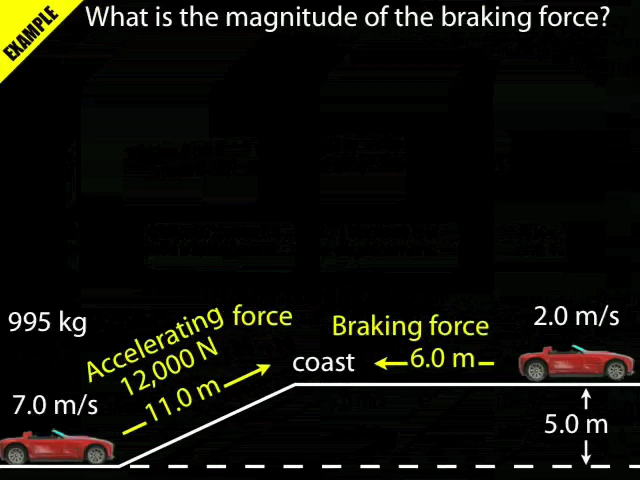 EXAMPLE
What is the magnitude of the braking force?
995 kg
Accelerating force
12,000 N
11.0 m
coast
Braking force
6.0 m
2.0 m/s
7.0 m/s
5.0 m